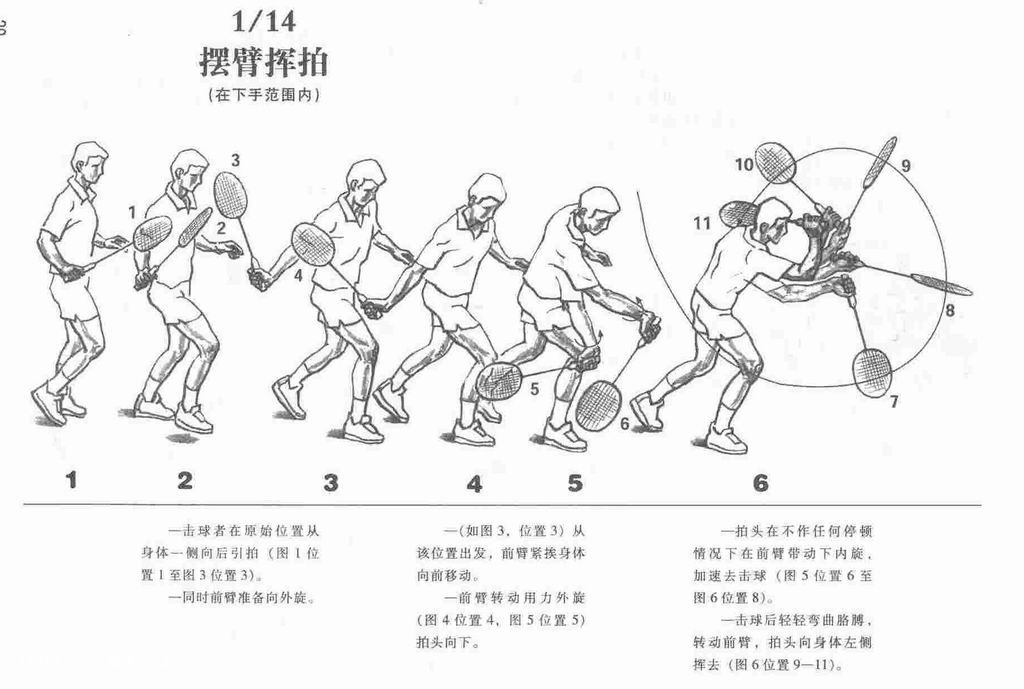 1/14
摆臂挥拍
(在下手范围内)
1
2
3
4
5
6
7
8
9
10
11
1
2
3
4
5
6
—击球者在原始位置从
身体一侧向后引拍（图1位
置1至图3位置3）。
—同时前臂准备向外旋。
—(如图3，位置3）从
该位置出发，前臂紧挨身体
向前移动。
—前臂转动用力外旋
(图4位置4，图5位置5）
拍头向下。
—拍头在不作任何停顿
情况下在前臂带动下内旋，
加速去击球（图5位置6至
图6位置8）。
—击球后轻轻弯曲胳膊，
转动前臂，拍头向身体左侧
挥去（图6位置9—11）。